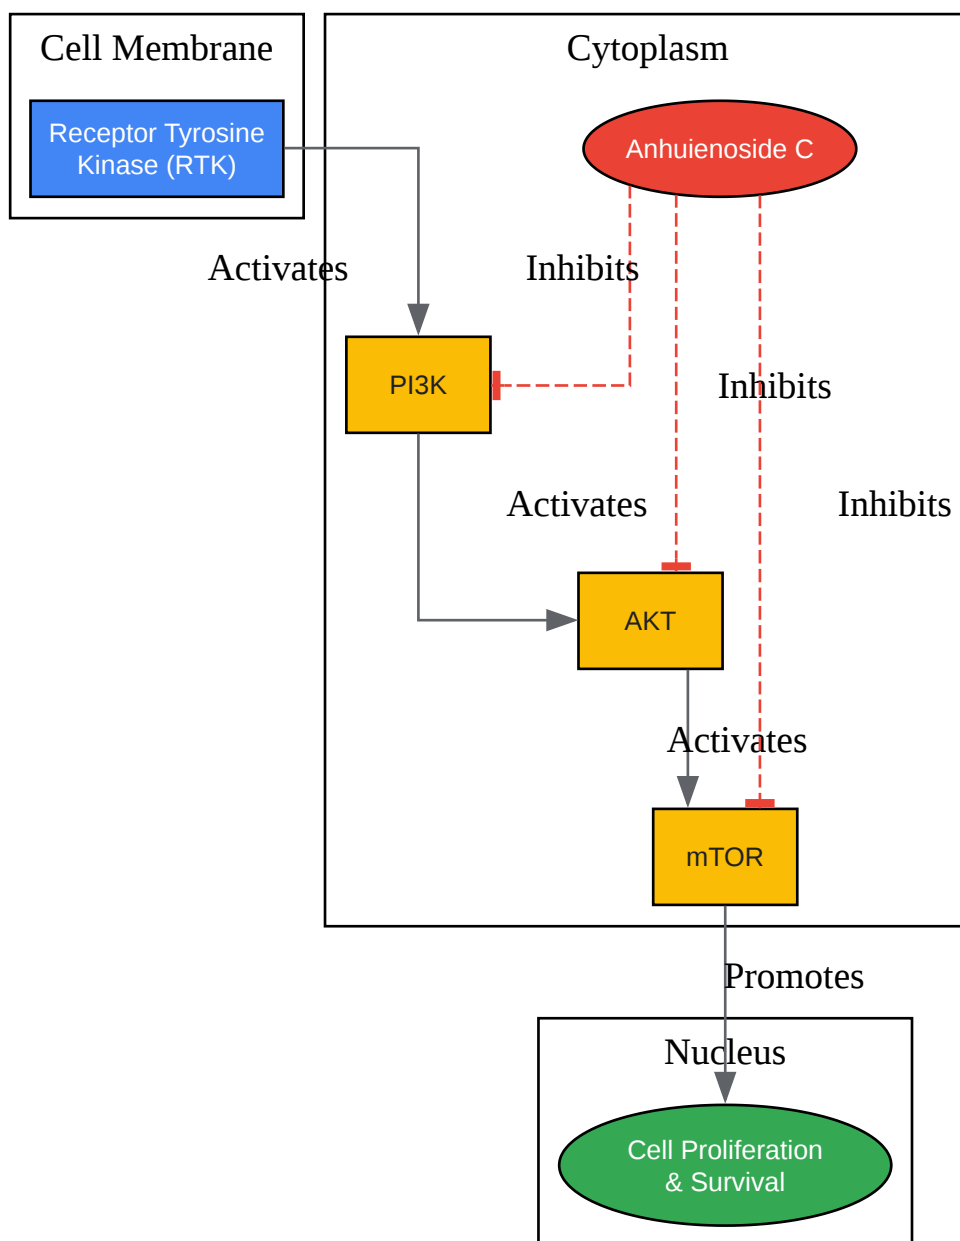 Cell Membrane
Cytoplasm
Receptor Tyrosine
Kinase (RTK)
Anhuienoside C
Activates
Inhibits
PI3K
Inhibits
Activates
Inhibits
AKT
Activates
mTOR
Promotes
Nucleus
Cell Proliferation
& Survival